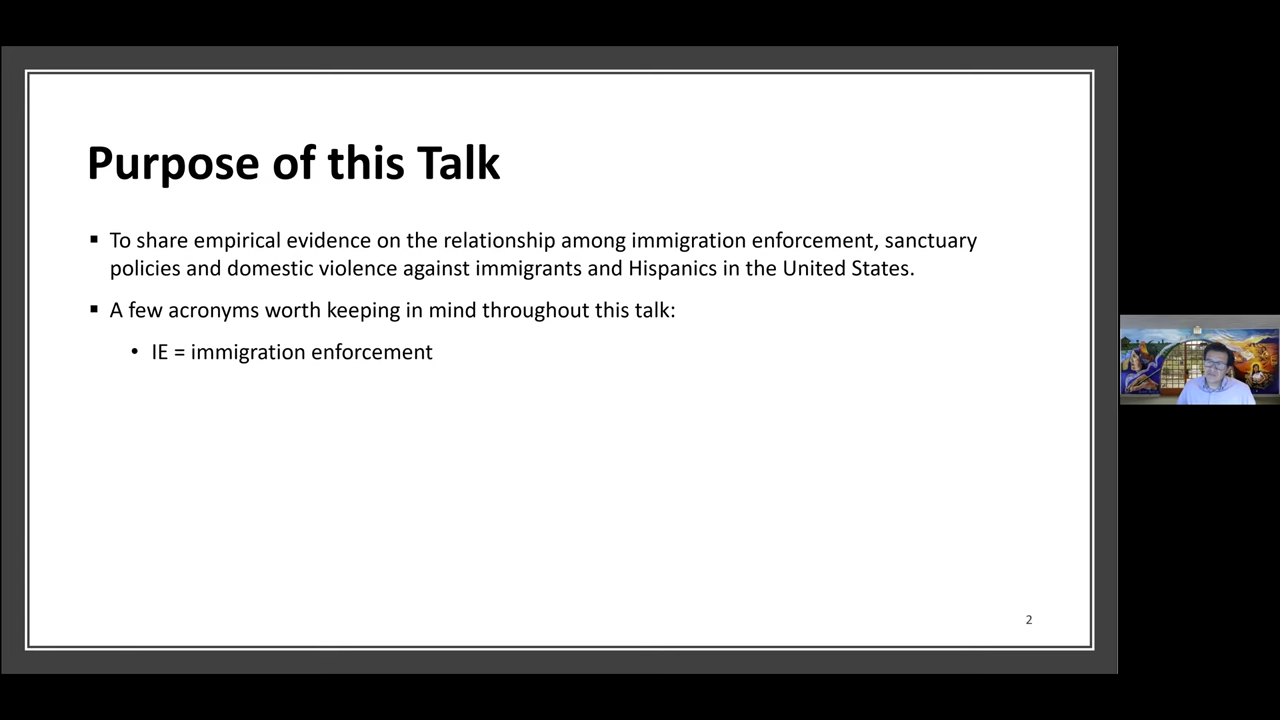 Purpose of this Talk
▪ To share empirical evidence on the relationship among immigration enforcement, sanctuary
policies and domestic violence against immigrants and Hispanics in the United States.
▪ A few acronyms worth keeping in mind throughout this talk:
• IE = immigration enforcement
2